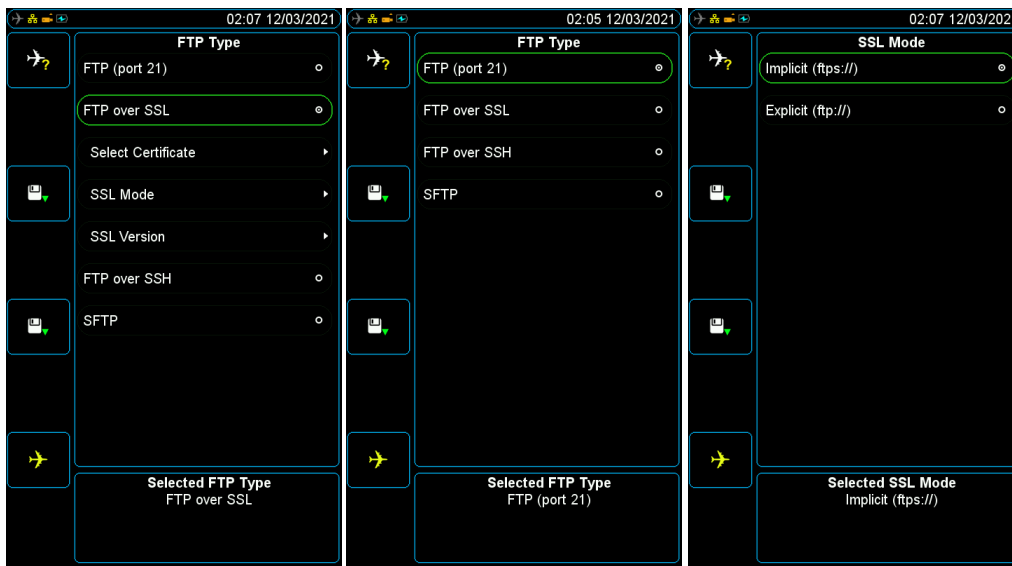 02:07 12/03/2021
FTP Type
?
FTP (port 21)
FTP over SSL
Select Certificate
SSL Mode
SSL Version
FTP over SSH
SFTP
Selected FTP Type
FTP over SSL
02:05 12/03/2021
FTP Type
?
FTP (port 21)
FTP over SSL
FTP over SSH
SFTP
Selected FTP Type
FTP (port 21)
02:07 12/03/202
SSL Mode
?
Implicit (ftps://)
Explicit (ftp://)
Selected SSL Mode
Implicit (ftps://)